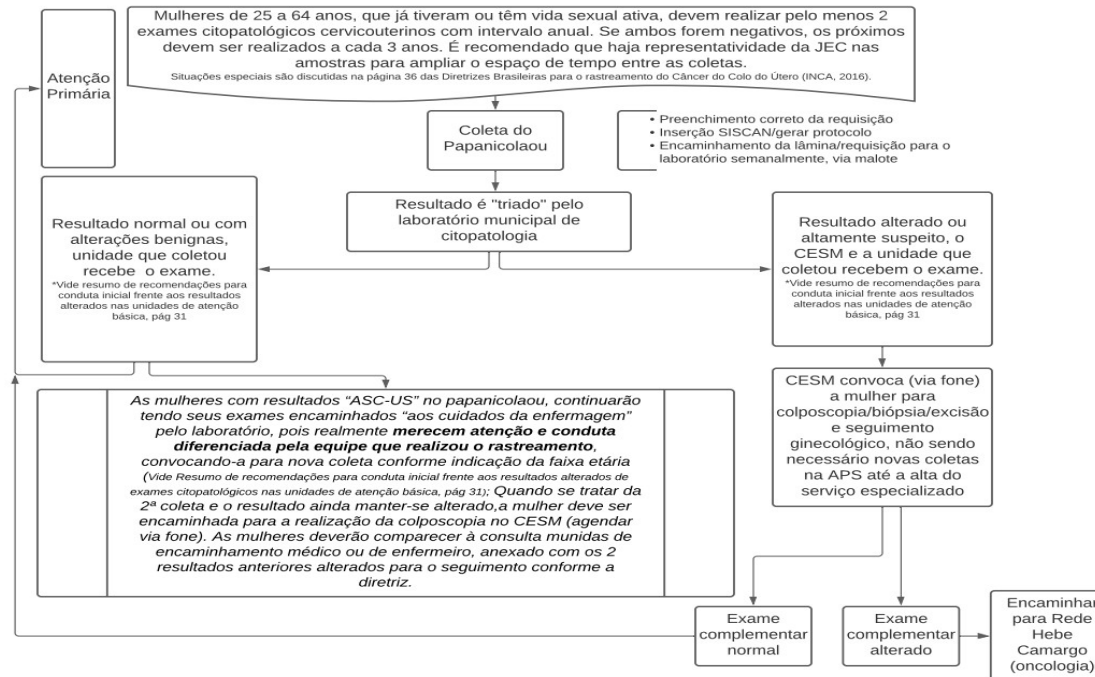 Mulheres de 25 a 64 anos, que já tiveram ou têm vida sexual ativa, devem realizar pelo menos 2
exames citopatológicos cervicouterinos com intervalo anual. Se ambos forem negativos, os próximos
devem ser realizados a cada 3 anos. É recomendado que haja representatividade da JEC nas
amostras para ampliar o espaço de tempo entre as coletas.
Situações especiais são discutidas na página 36 das Diretrizes Brasileiras para o rastreamento do Câncer do Colo do Útero (INCA, 2016).
Atenção
Primária
Coleta do
Papanicolaou
• Preenchimento correto da requisição
• Inserção SISCAN/gerar protocolo
• Encaminhamento da lâmina/requisição para o
laboratório semanalmente, via malote
Resultado é "triado" pelo
laboratório municipal de
citopatologia
Resultado normal ou com
alterações benignas,
unidade que coletou
recebe o exame.
*Vide resumo de recomendações para
conduta inicial frente aos resultados
alterados nas unidades de atenção
básica, pág 31
Resultado alterado ou
altamente suspeito, o
CESM e a unidade que
coletou recebem o exame.
*Vide resumo de recomendações para
conduta inicial frente aos resultados
alterados nas unidades de atenção
básica, pág 31
As mulheres com resultados “ASC-US” no papanicolaou, continuarão
tendo seus exames encaminhados “aos cuidados da enfermagem”
pelo laboratório, pois realmente merecem atenção e conduta
diferenciada pela equipe que realizou o rastreamento,
convocando-a para nova coleta conforme indicação da faixa etária
(Vide Resumo de recomendações para conduta inicial frente aos resultados alterados de
exames citopatológicos nas unidades de atenção básica, pág 31); Quando se tratar da
2ª coleta e o resultado ainda manter-se alterado,a mulher deve ser
encaminhada para a realização da colposcopia no CESM (agendar
via fone). As mulheres deverão comparecer à consulta munidas de
encaminhamento médico ou de enfermeiro, anexado com os 2
resultados anteriores alterados para o seguimento conforme a
diretriz.
CESM convoca (via fone)
a mulher para
colposcopia/biópsia/excisão
e seguimento
ginecológico, não sendo
necessário novas coletas
na APS até a alta do
serviço especializado
Exame
complementar
normal
Exame
complementar
alterado
Encaminhar
para Rede
Hebe
Camargo
(oncologia)